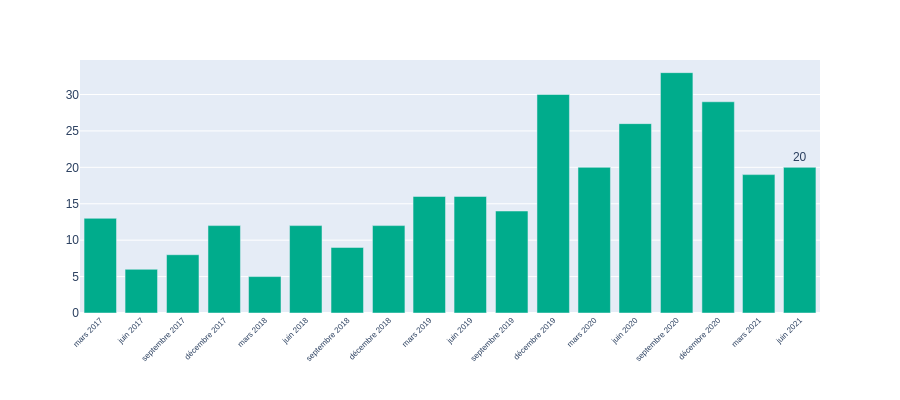 30
25
20
15
10
5
0
20
mars 2017
juin 2017
septembre 2017
décembre 2017
mars 2018
juin 2018
septembre 2018
décembre 2018
mars 2019
juin 2019
septembre 2019
décembre 2019
mars 2020
juin 2020
septembre 2020
décembre 2020
mars 2021
juin 2021